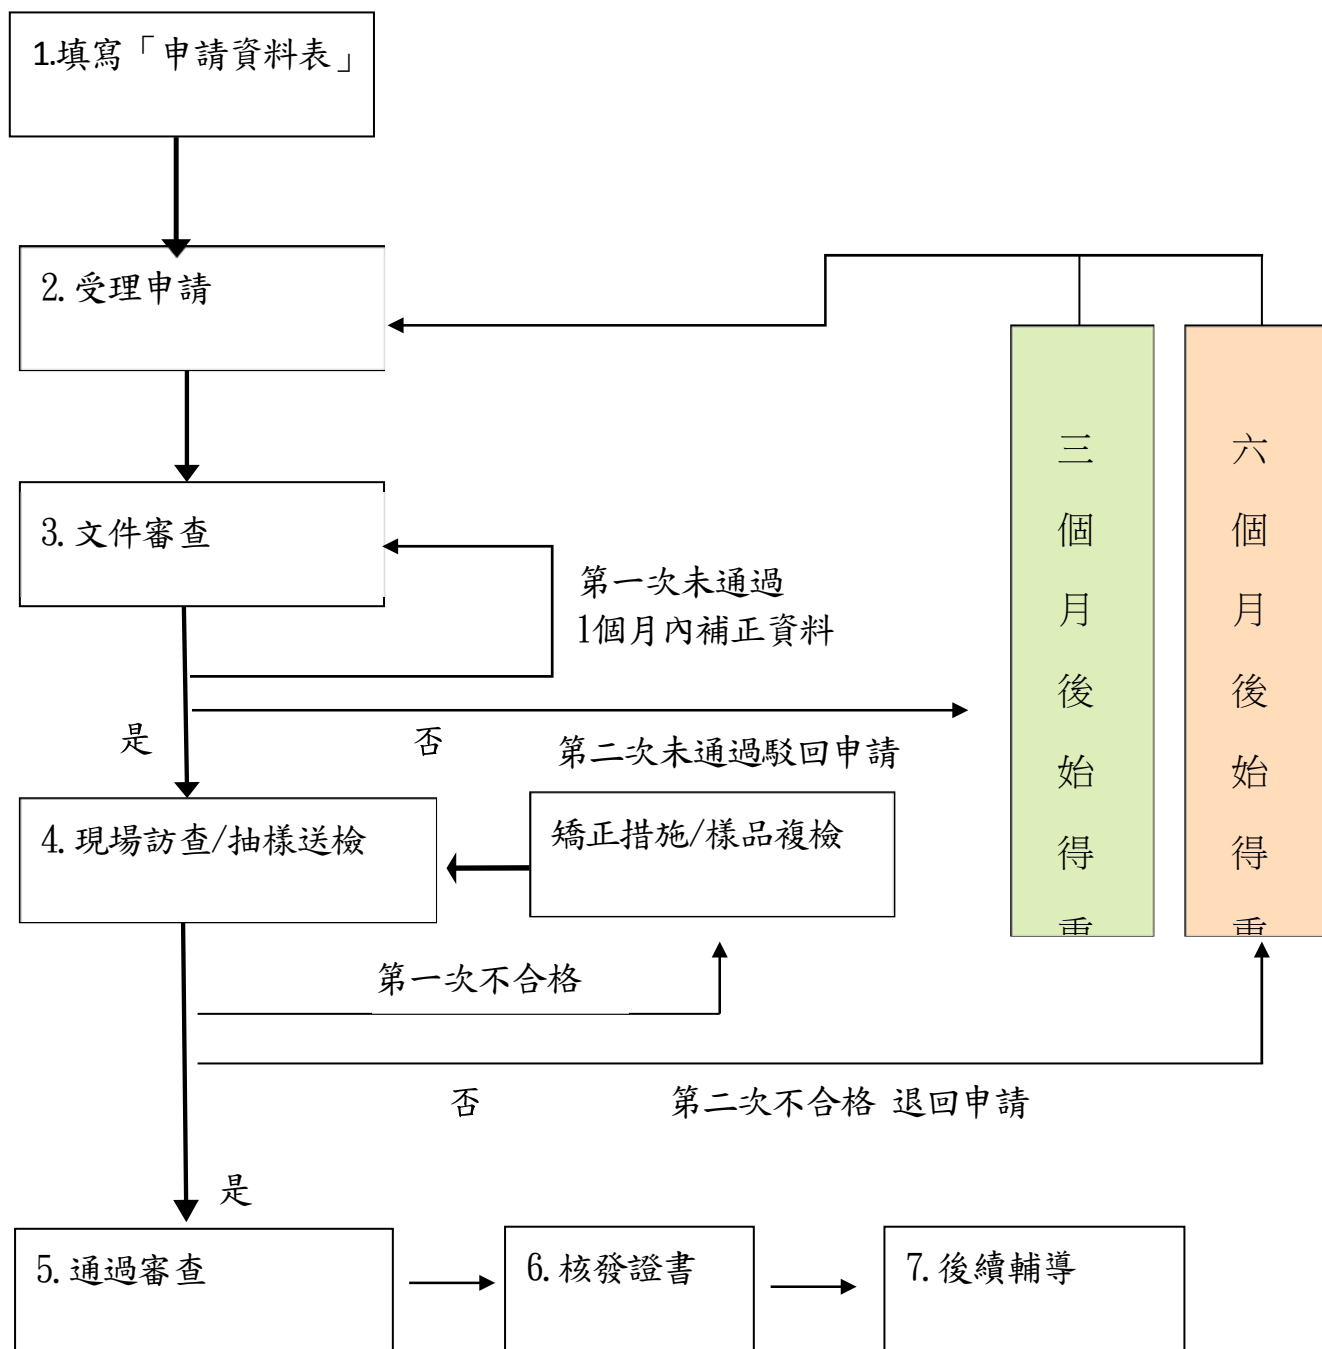 1.填寫「申請資料表」
2.受理申請
3.文件審查
第一次未通過
1個月內補正資料
是
否
第二次未通過駁回申請
三個月後始得重
六個月後始得重
4.現場訪查/抽樣送檢
矯正措施/樣品複檢
第一次不合格
否
第二次不合格 退回申請
是
5.通過審查
6.核發證書
7.後續輔導